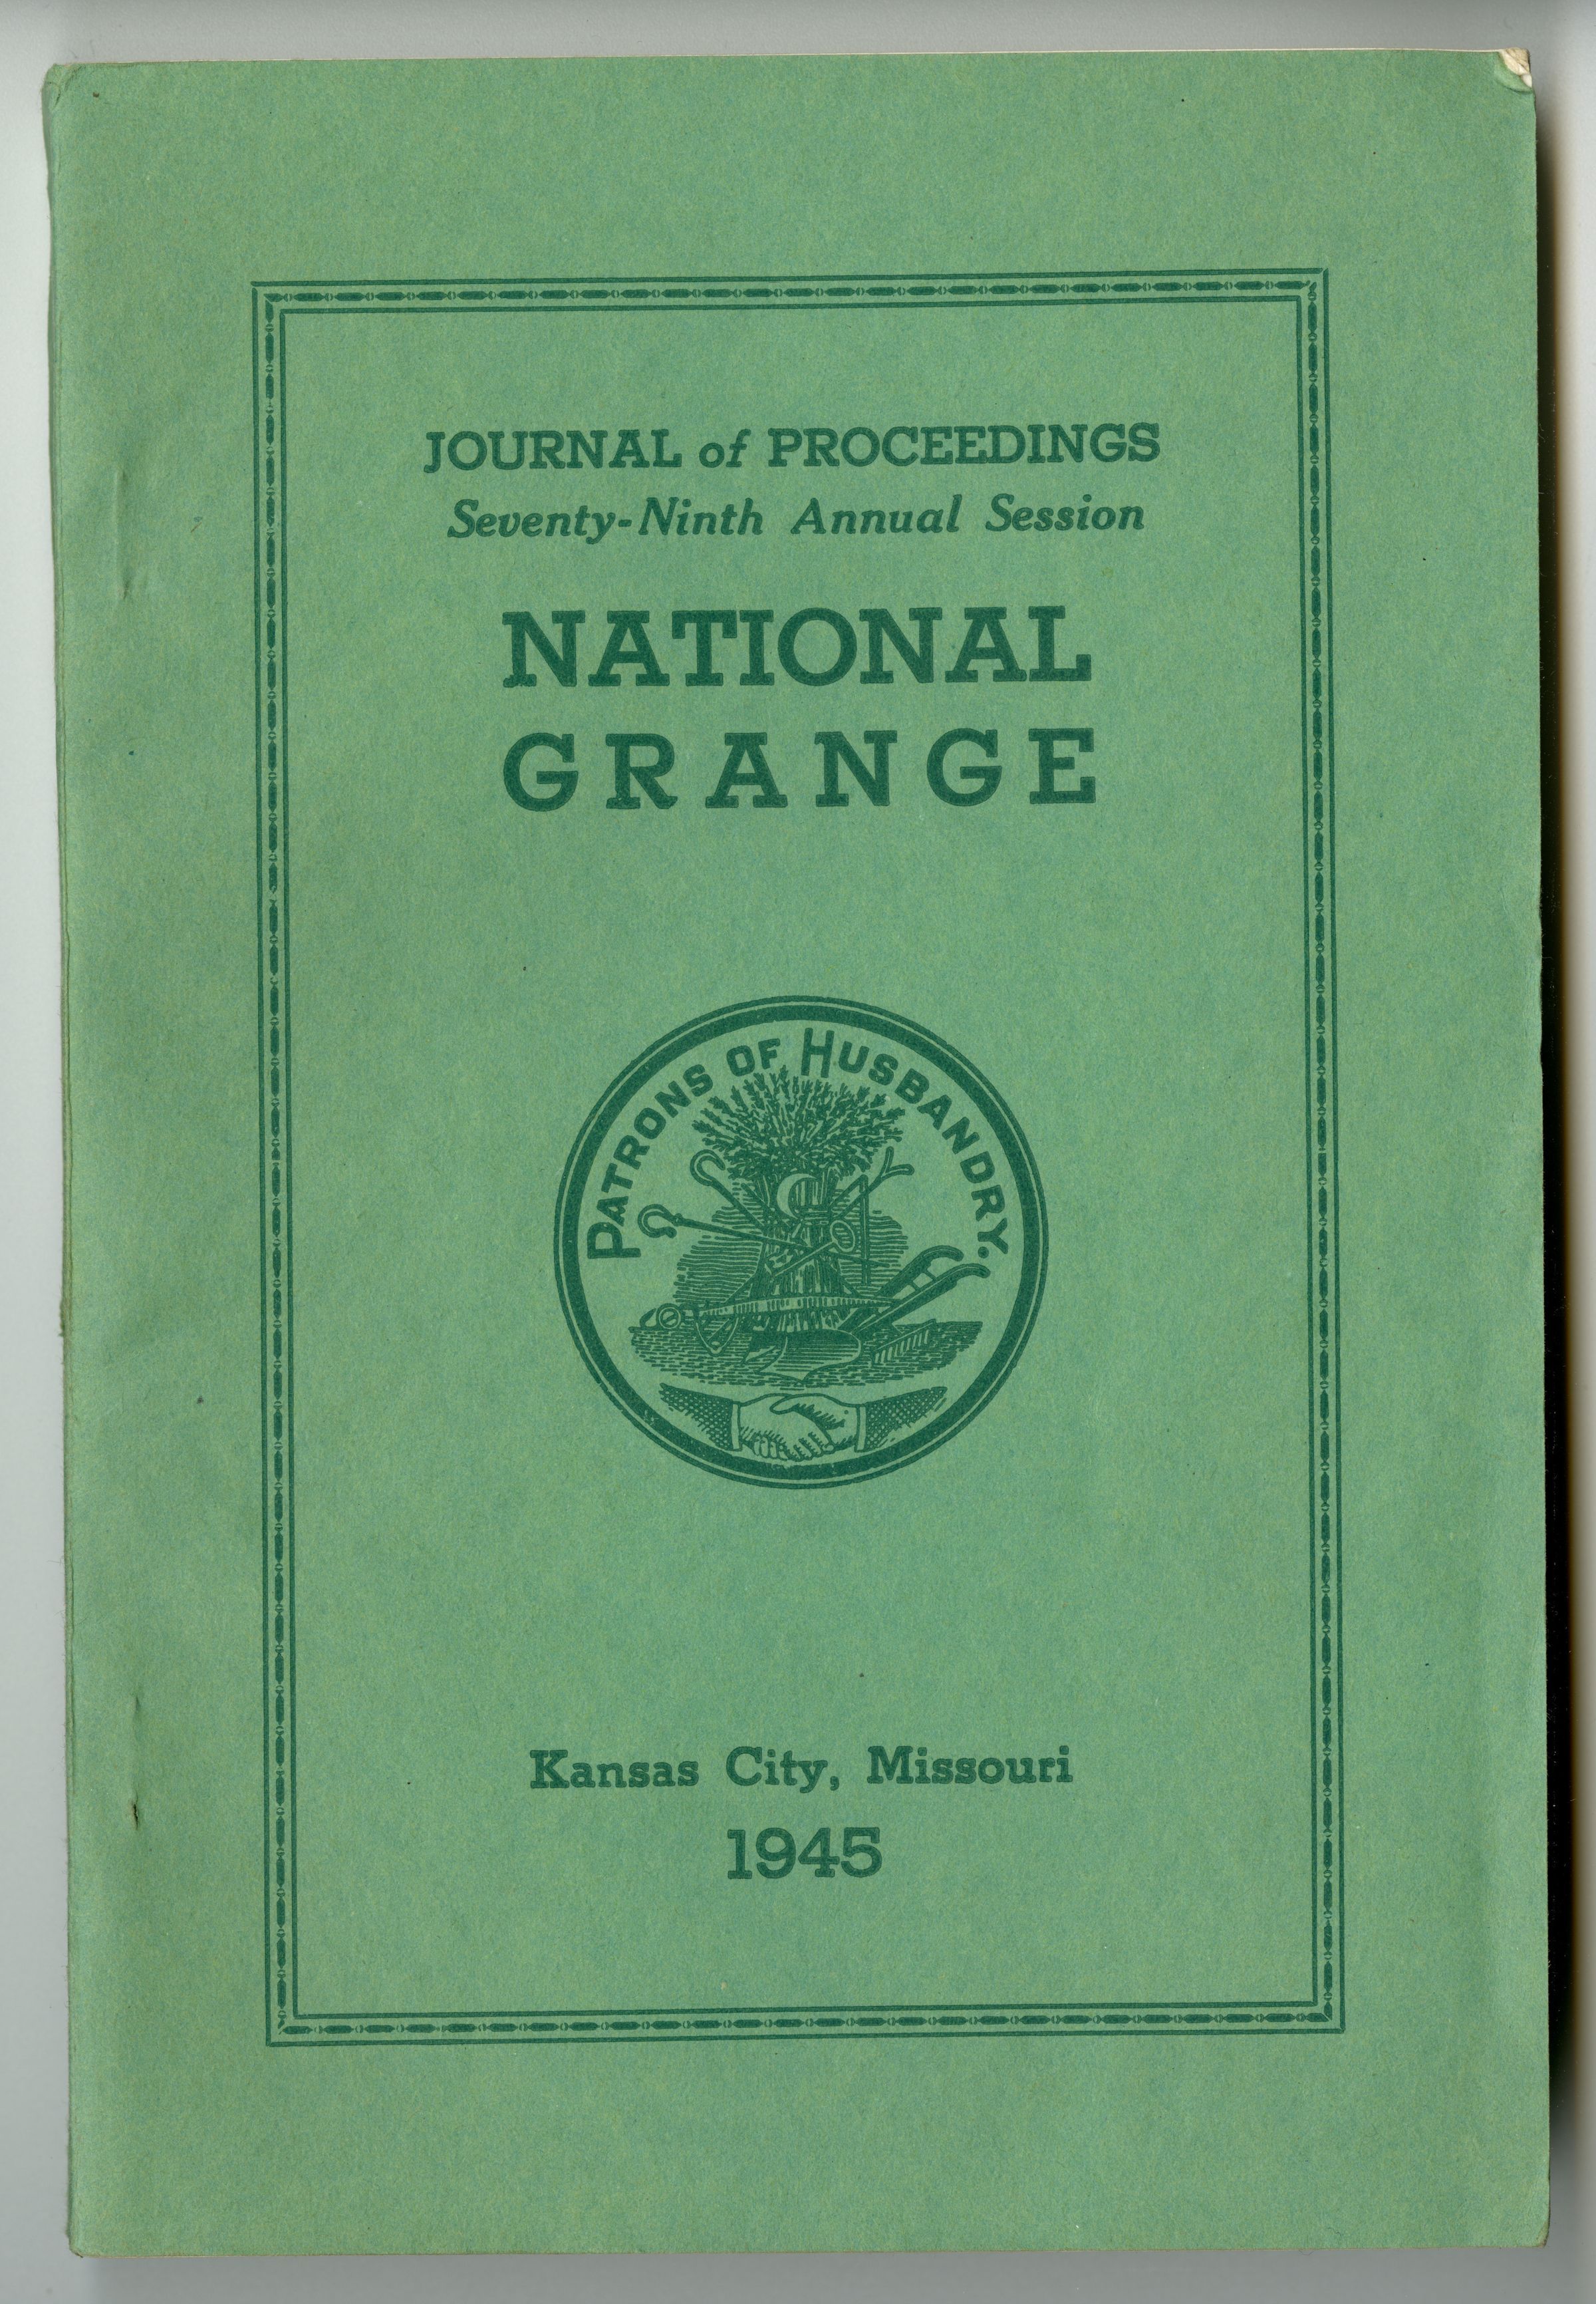 JOURNAL of PROCEEDINGS
Seventy-Ninth Annual Session
NATIONAL
GRANGE
PATRONS OF HUSBANDRY.
Kansas City, Missouri
1945